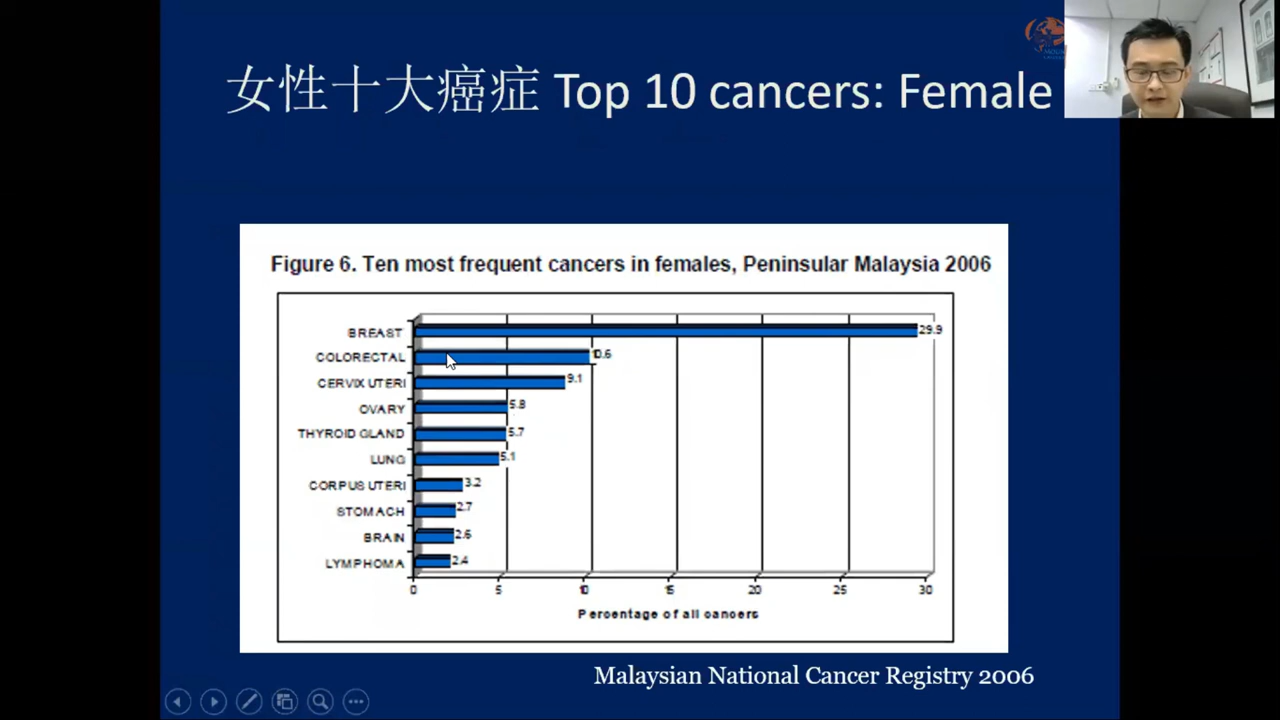 女性十大癌症 Top 10 cancers: Female
Figure 6. Ten most frequent cancers in females, Peninsular Malaysia 2006
BREAST 29.9
COLORECTAL 10.6
CERVIX UTERI 9.1
OVARY 5.8
THYROID GLAND 5.7
LUNG 5.1
CORPUS UTERI 3.2
STOMACH 2.7
BRAIN 2.6
LYMPHOMA 2.4
0 5 10 15 20 25 30
Percentage of all cancers
Malaysian National Cancer Registry 2006